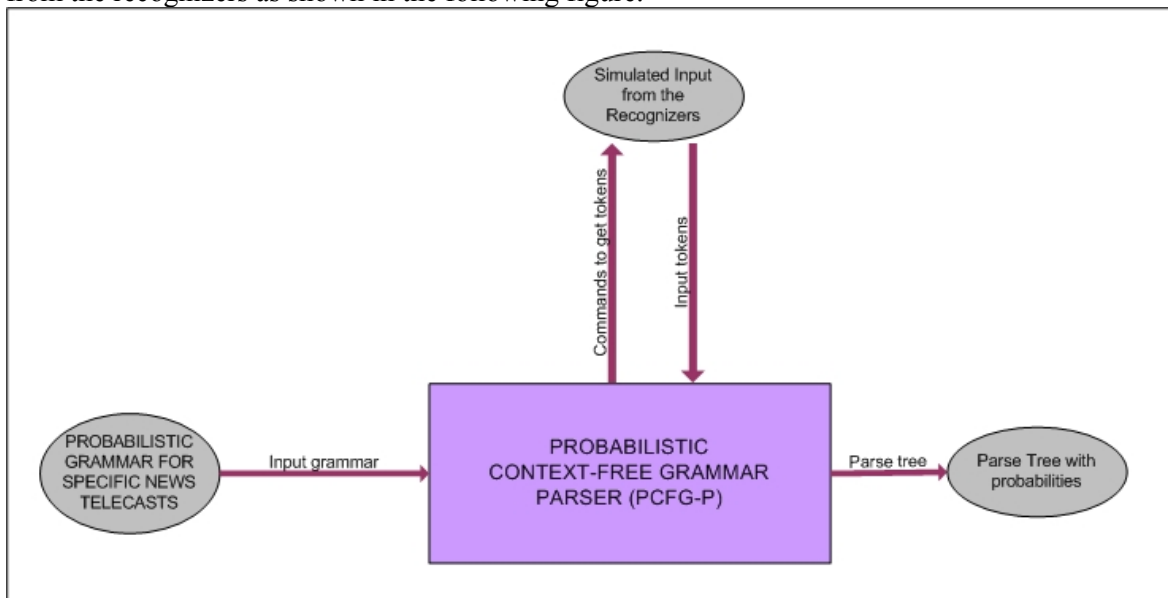 from the recognizers as shown in the following figure.
Simulated Input
from the
Recognizers
Commands to get tokens
Input tokens
PROBABILISTIC
GRAMMAR FOR
SPECIFIC NEWS
TELECASTS
Input grammar
PROBABILISTIC
CONTEXT-FREE GRAMMAR
PARSER (PCFG-P)
Parse tree
Parse Tree with
probabilities